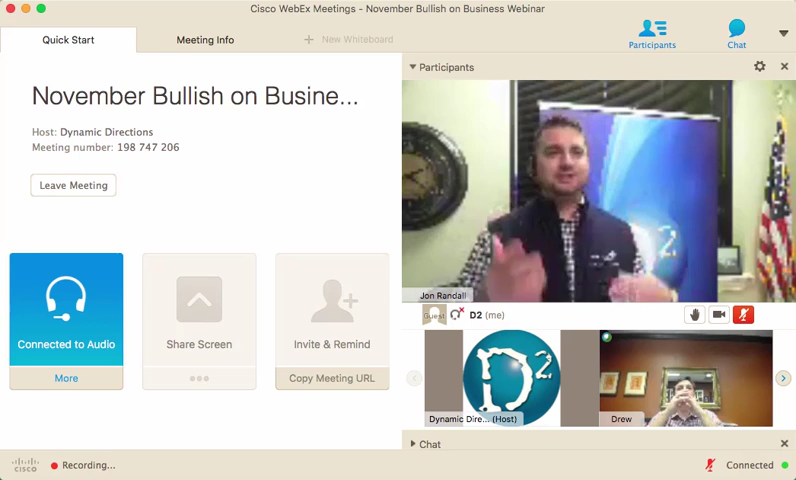 Cisco WebEx Meetings - November Bullish on Business Webinar
Quick Start
Meeting Info
+ New Whiteboard
Participants
Chat
November Bullish on Busine...
Host: Dynamic Directions
Meeting number: 198 747 206
Leave Meeting
Connected to Audio
More
Share Screen
Invite & Remind
Copy Meeting URL
Participants
Jon Randall
Guest
D2 (me)
D2
Dynamic Dire... (Host)
Drew
Chat
cisco
Recording...
Connected